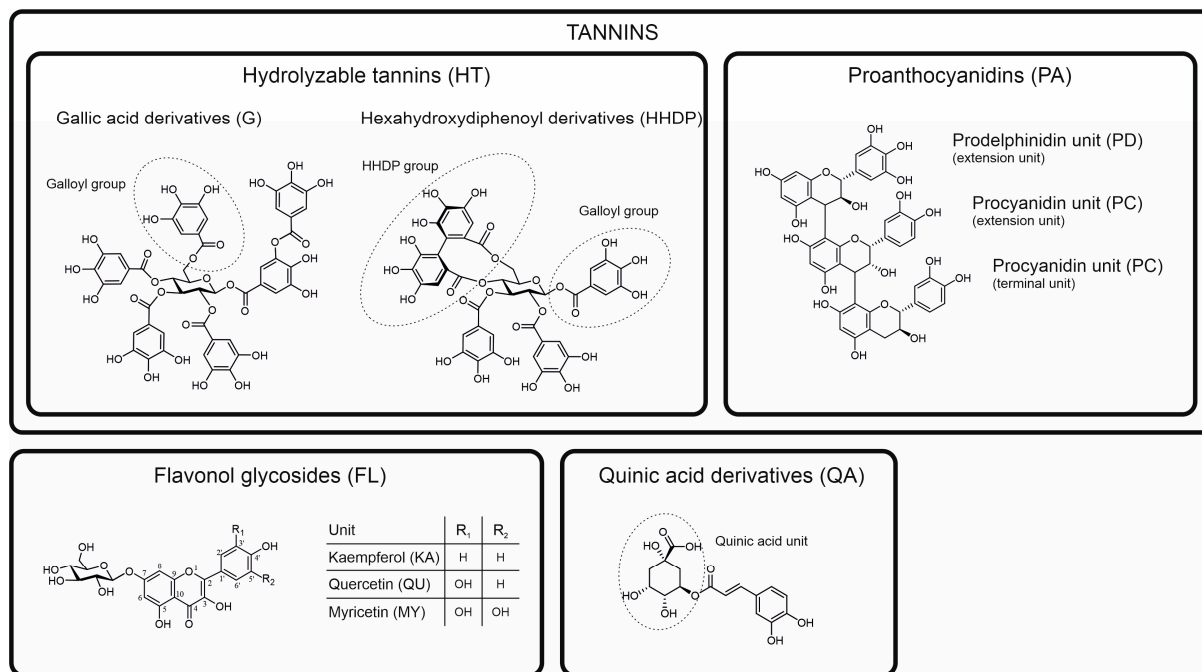 TANNINS
Hydrolyzable tannins (HT)
Gallic acid derivatives (G)
Hexahydroxydiphenoyl derivatives (HHDP)
Galloyl group
HHDP group
Galloyl group
Proanthocyanidins (PA)
Prodelphinidin unit (PD)
(extension unit)
Procyanidin unit (PC)
(extension unit)
Procyanidin unit (PC)
(terminal unit)
Flavonol glycosides (FL)
Unit R₁ R₂
Kaempferol (KA) H H
Quercetin (QU) OH H
Myricetin (MY) OH OH
Quinic acid derivatives (QA)
Quinic acid unit